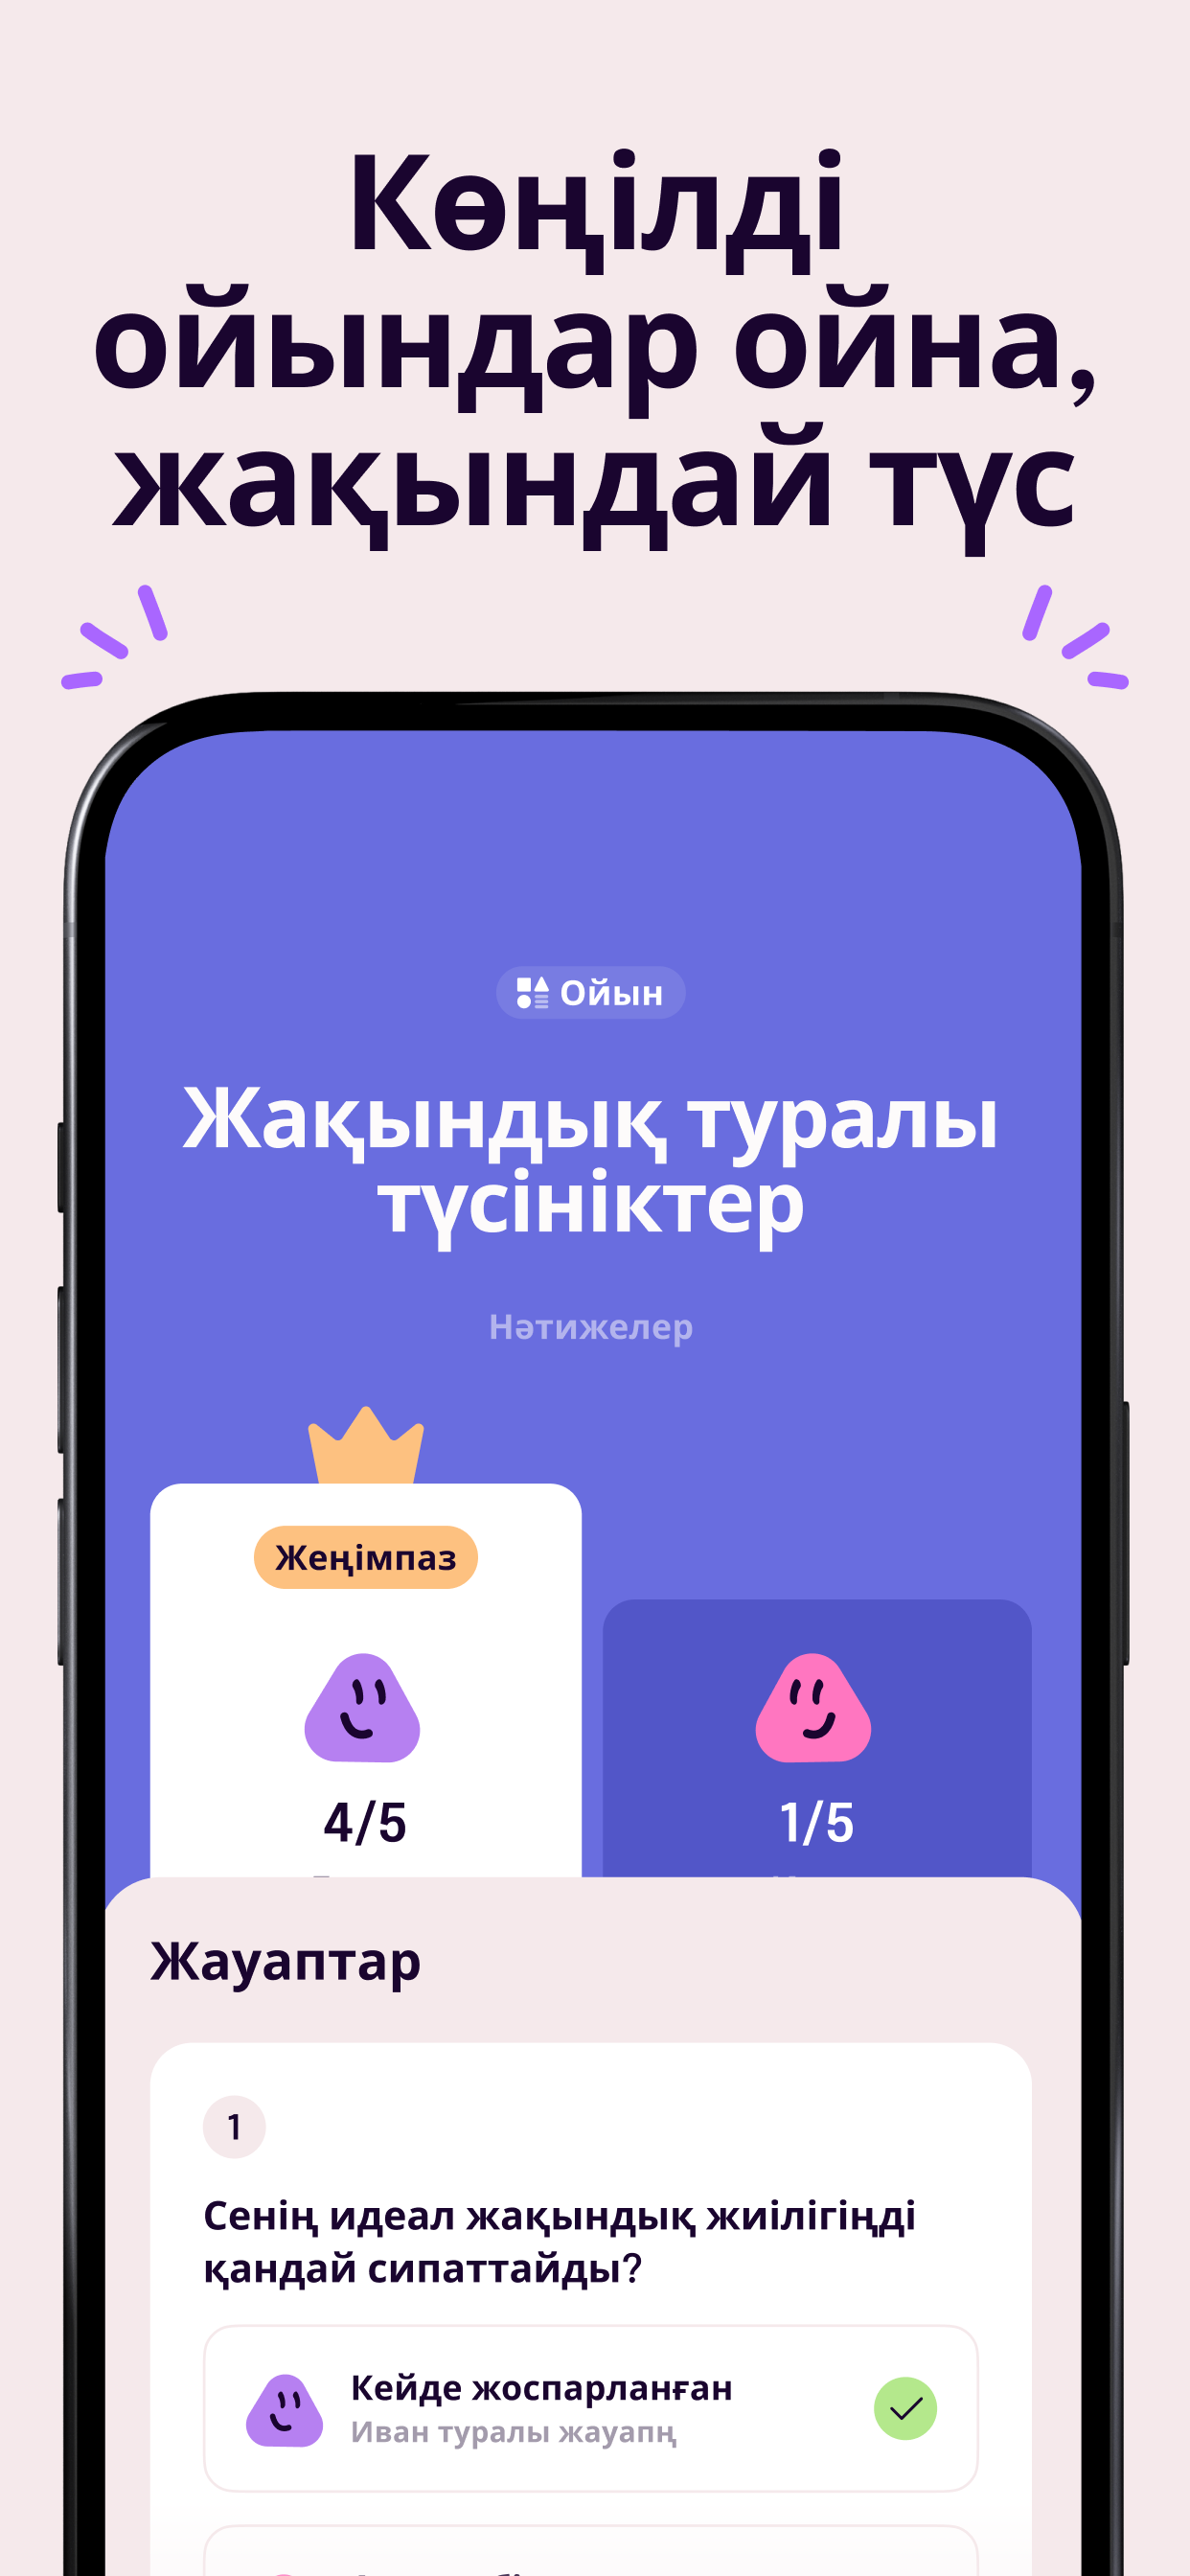 Көңілді
ойындар ойна,
жақындай түс
Ойын
Жақындық туралы
түсініктер
Нәтижелер
Жеңімпаз
4/5
1/5
Жауаптар
1
Сенің идеал жақындық жиілігіңді
қандай сипаттайды?
Кейде жоспарланған
Иван туралы жауапң